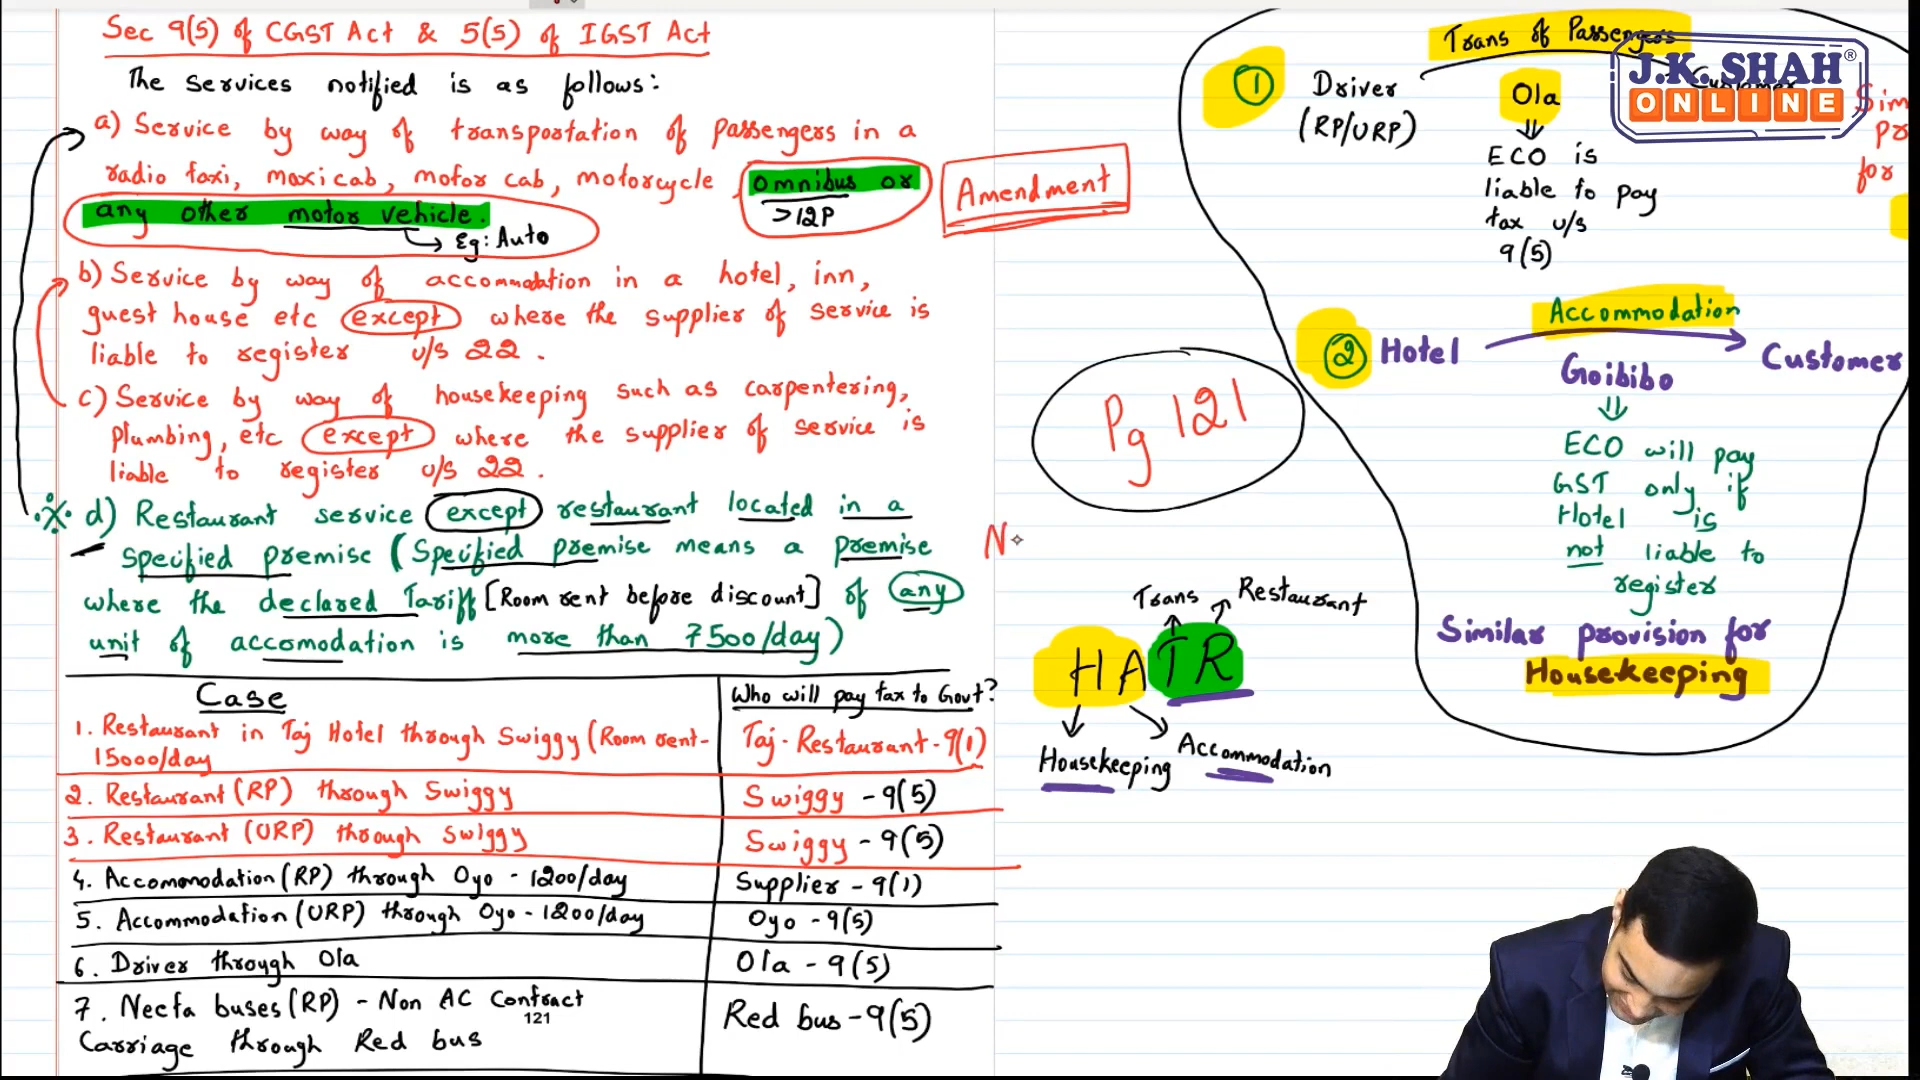 Sec 9(5) of CGST Act & 5(5) of IGST Act
The services notified is as follows:
a) Service by way of transportation of passengers in a
radio taxi, maxicab, motor cab, motorcycle, omnibus or
>12P
any other motor vehicle.
Eg: Auto
Amendment
b) Service by way of accommodation in a hotel, inn,
guest house etc except where the supplier of service is
liable to register u/s 22.
c) Service by way of housekeeping such as carpentering,
plumbing, etc except where the supplier of service is
liable to register u/s 22.
d) Restaurant service except restaurant located in a
specified premise (Specified premise means a premise
where the declared Tariff [Room rent before discount] of any
unit of accomodation is more than 7500/day)
Case
Who will pay tax to Govt?
1. Restaurant in Taj Hotel through Swiggy (Room rent-
15000/day
Taj-Restaurant-9(1)
2. Restaurant (RP) through Swiggy
Swiggy - 9(5)
3. Restaurant (URP) through Swiggy
Swiggy - 9(5)
4. Accommodation (RP) through Oyo - 1200/day
Supplier - 9(1)
5. Accommodation (URP) through Oyo - 1200/day
Oyo - 9(5)
6. Driver through Ola
Ola - 9(5)
7. Neeta buses (RP) - Non AC Contract
121
Carriage through Red bus
Red bus - 9(5)
Trans of Passengers
1
Driver
(RP/URP)
Ola
Customer
J.K. SHAH®
ONLINE
Sim
pr
for
ECO is
liable to pay
tax u/s
9(5)
Accommodation
2 Hotel
Customer
Goibibo
ECO will pay
GST only if
Hotel is
not liable to
register
Similar provision for
Housekeeping
Pg 121
N
Trans
Restaurant
HATR
Housekeeping
Accommodation